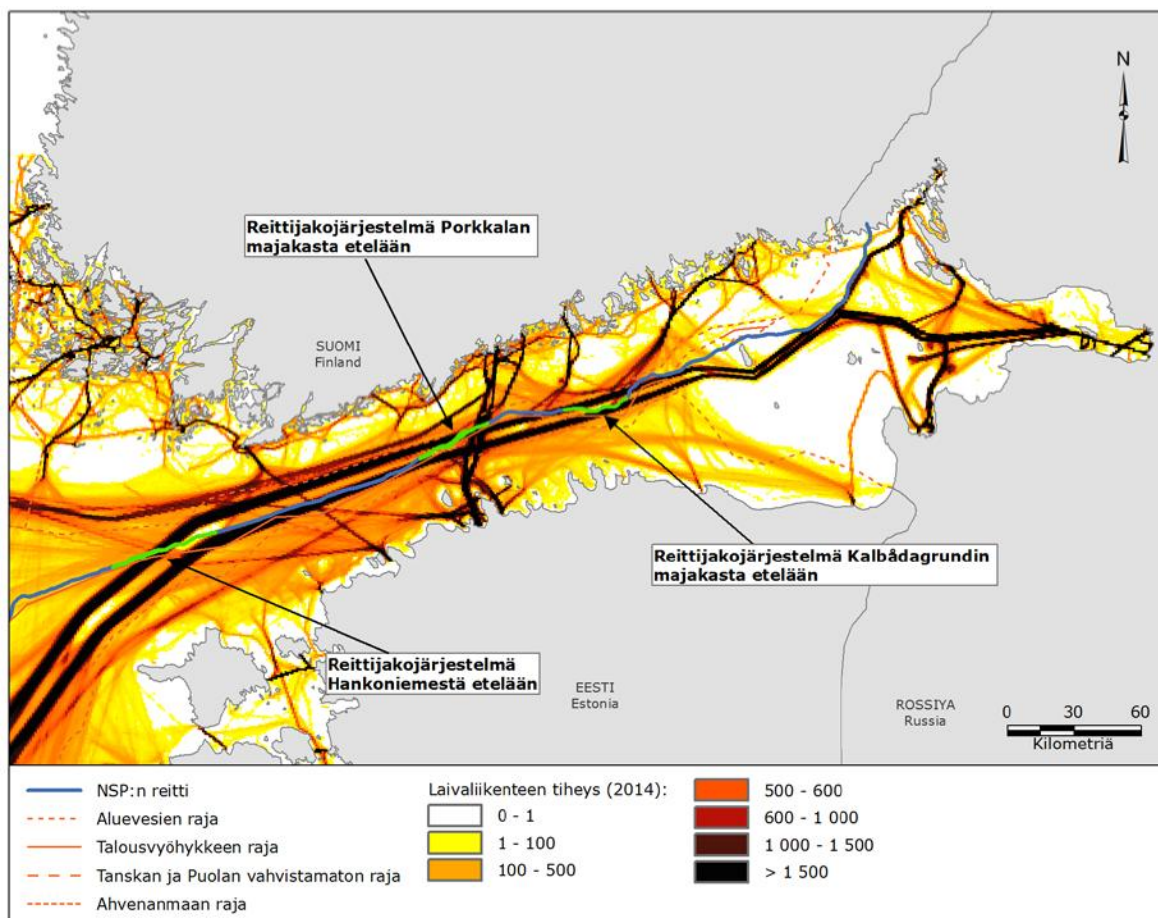 N
Reittijakojärjestelmä Porkkalan
majakasta etelään
SUOMI
Finland
Reittijakojärjestelmä Kalbådagrundin
majakasta etelään
Reittijakojärjestelmä
Hankoniemestä etelään
EESTI
Estonia
ROSSIYA
Russia
0 30 60
Kilometriä
NSP:n reitti
Aluevesien raja
Talousvyöhykkeen raja
Tanskan ja Puolan vahvistamaton raja
Ahvenanmaan raja
Laivaliikenteen tiheys (2014):
0 - 1
1 - 100
100 - 500
500 - 600
600 - 1 000
1 000 - 1 500
> 1 500